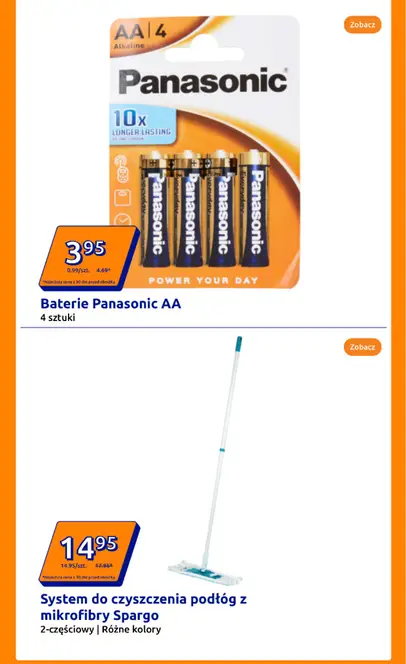 Zobacz
AA|4
Alkaline
Panasonic
10x
LONGER LASTING
Panasonic
Panasonic
Panasonic
Panasonic
3.95
0.99/szt. 4.69*
POWER YOUR DAY
Baterie Panasonic AA
4 sztuki
Zobacz
14.95
14.95/szt.
System do czyszczenia podłóg z
mikrofibry Spargo
2-częściowy | Różne kolory